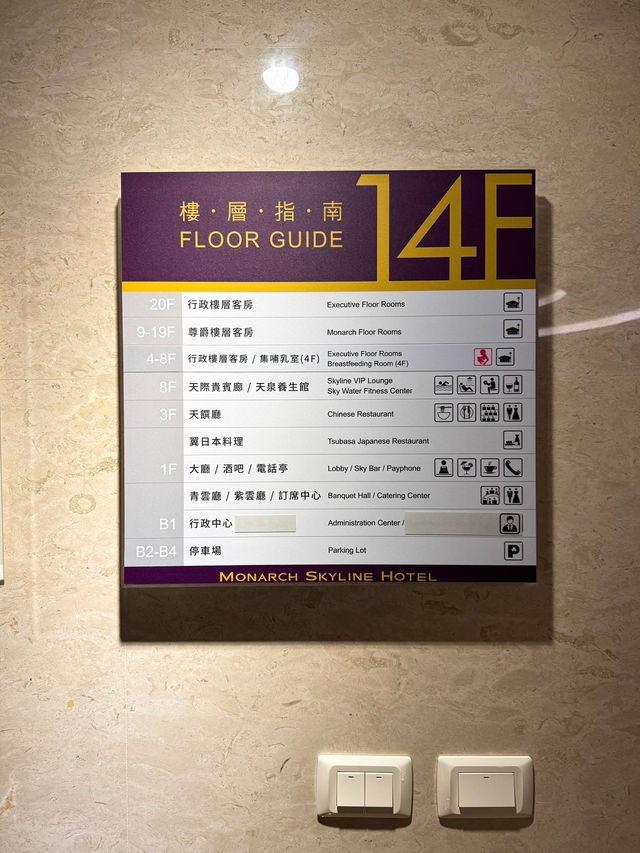 樓·層·指·南
FLOOR GUIDE
14F
20F 行政樓層客房 Executive Floor Rooms
9-19F 尊爵樓層客房 Monarch Floor Rooms
4-8F 行政樓層客房 / 集哺乳室(4F) Executive Floor Rooms
Breastfeeding Room (4F)
8F 天際貴賓廊 / 天泉養生館 Skyline VIP Lounge
Sky Water Fitness Center
3F 天饌廳 Chinese Restaurant
翼日本料理 Tsubasa Japanese Restaurant
1F 大廳 / 酒吧 / 電話亭 Lobby / Sky Bar / Payphone
青雲廳 / 紫雲廳 / 訂席中心 Banquet Hall / Catering Center
B1 行政中心 Administration Center /
B2-B4 停車場 Parking Lot P
MONARCH SKYLINE HOTEL